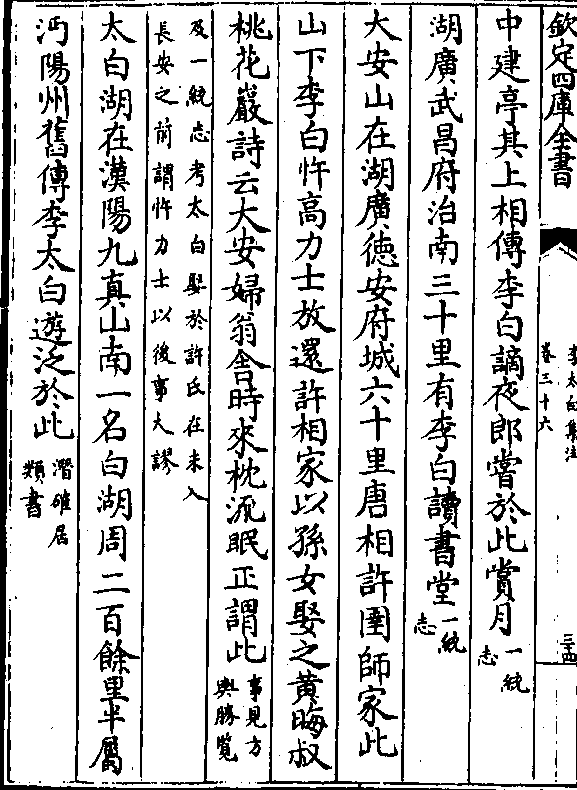 欽定四庫全書
李太白集注
卷三十六
三十四
中建亭其上相傳李白謫夜郎嘗於此賞月一統志
湖廣武昌府治南三十里有李白讀書堂一統志
大安山在湖廣德安府城六十里唐相許圉師家此
山下李白忤高力士放還許相家以孫女娶之黄晦叔
桃花巖詩云大安婦翁舍時來枕流眠正謂此事見方輿勝覽
及一統志考太白娶於許氏在未入
長安之前謂忤力士以後事大謬
太白湖在漢陽九真山南一名白湖周二百餘里半屬
沔陽州舊傳李太白遊泛於此潛確居類書